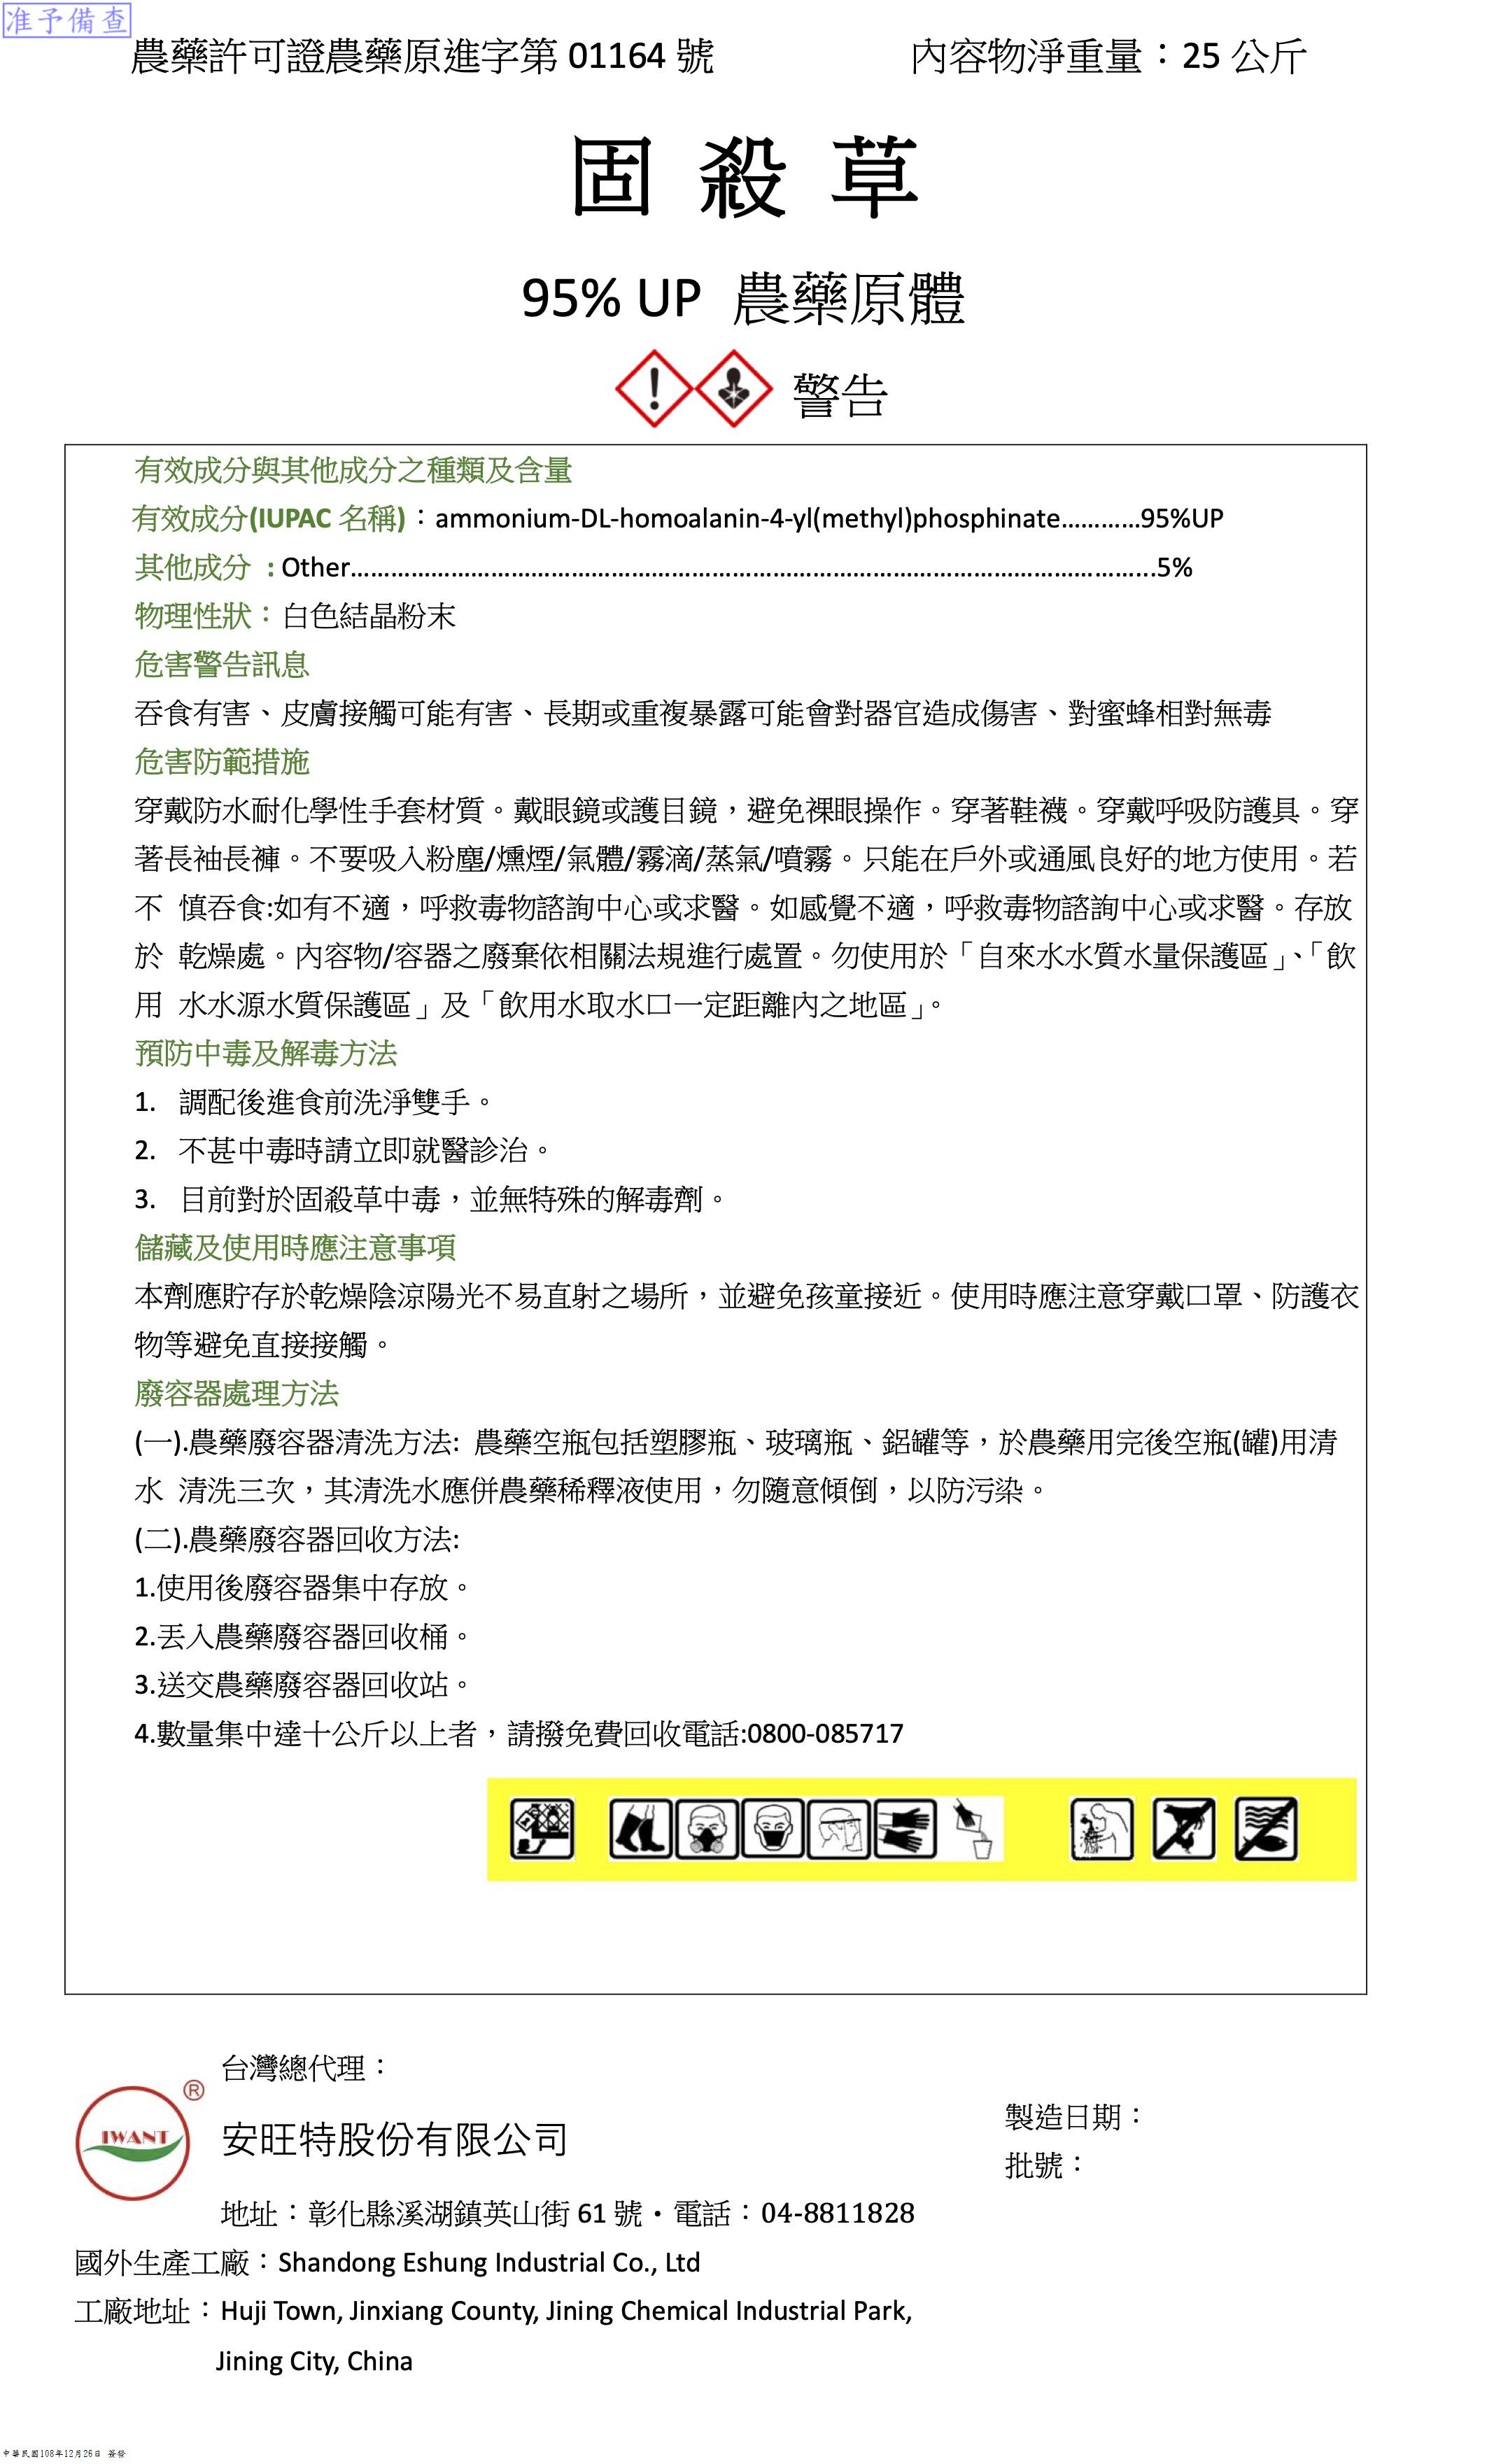 准予備查
農藥許可證農藥原進字第 01164 號 內容物淨重量：25 公斤
固 殺 草
95% UP 農藥原體
警告
有效成分與其他成分之種類及含量
有效成分(IUPAC 名稱)：ammonium-DL-homoalanin-4-yl(methyl)phosphinate…………95%UP
其他成分 : Other……………………………………………………………………………………………………………5%
物理性狀：白色結晶粉末
危害警告訊息
吞食有害、皮膚接觸可能有害、長期或重複暴露可能會對器官造成傷害、對蜜蜂相對無毒
危害防範措施
穿戴防水耐化學性手套材質。戴眼鏡或護目鏡，避免裸眼操作。穿著鞋襪。穿戴呼吸防護具。穿
著長袖長褲。不要吸入粉塵/燻煙/氣體/霧滴/蒸氣/噴霧。只能在戶外或通風良好的地方使用。若
不 慎吞食:如有不適，呼救毒物諮詢中心或求醫。如感覺不適，呼救毒物諮詢中心或求醫。存放
於 乾燥處。內容物/容器之廢棄依相關法規進行處置。勿使用於「自來水水質水量保護區」、「飲
用 水水源水質保護區」及「飲用水取水口一定距離內之地區」。
預防中毒及解毒方法
1. 調配後進食前洗淨雙手。
2. 不甚中毒時請立即就醫診治。
3. 目前對於固殺草中毒，並無特殊的解毒劑。
儲藏及使用時應注意事項
本劑應貯存於乾燥陰涼陽光不易直射之場所，並避免孩童接近。使用時應注意穿戴口罩、防護衣
物等避免直接接觸。
廢容器處理方法
(一).農藥廢容器清洗方法: 農藥空瓶包括塑膠瓶、玻璃瓶、鋁罐等，於農藥用完後空瓶(罐)用清
水 清洗三次，其清洗水應併農藥稀釋液使用，勿隨意傾倒，以防污染。
(二).農藥廢容器回收方法:
1.使用後廢容器集中存放。
2.丟入農藥廢容器回收桶。
3.送交農藥廢容器回收站。
4.數量集中達十公斤以上者，請撥免費回收電話:0800-085717
台灣總代理：
IWANT ®
安旺特股份有限公司
製造日期：
批號：
地址：彰化縣溪湖鎮英山街 61 號・電話：04-8811828
國外生產工廠：Shandong Eshung Industrial Co., Ltd
工廠地址：Huji Town, Jinxiang County, Jining Chemical Industrial Park,
Jining City, China
中華民國108年12月26日 簽發